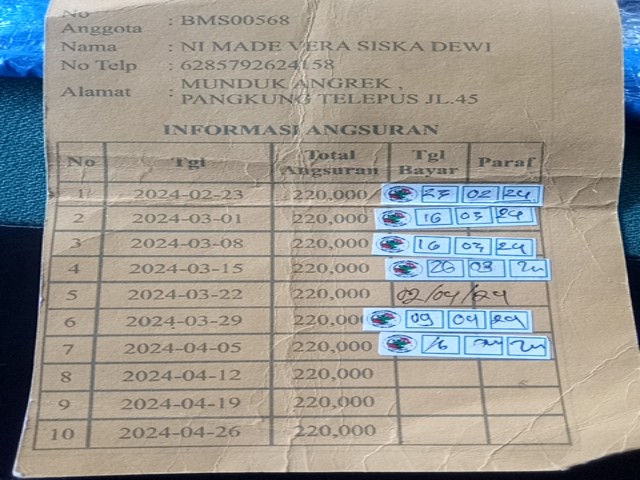 No
Anggota : BMS00568
Nama : NI MADE VERA SISKA DEWI
No Telp : 6285792624158
Alamat : MUNDUK ANGREK ,
PANGKUNG TELEPUS JL.45
INFORMASI ANGSURAN
No Tgl Total Angsuran Tgl Bayar Paraf
1 2024-02-23 220,000 27 02 24
2 2024-03-01 220,000 16 03 24
3 2024-03-08 220,000 16 03 24
4 2024-03-15 220,000 26 03
5 2024-03-22 220,000 02/04/24
6 2024-03-29 220,000 09 04 24
7 2024-04-05 220,000 16
8 2024-04-12 220,000
9 2024-04-19 220,000
10 2024-04-26 220,000